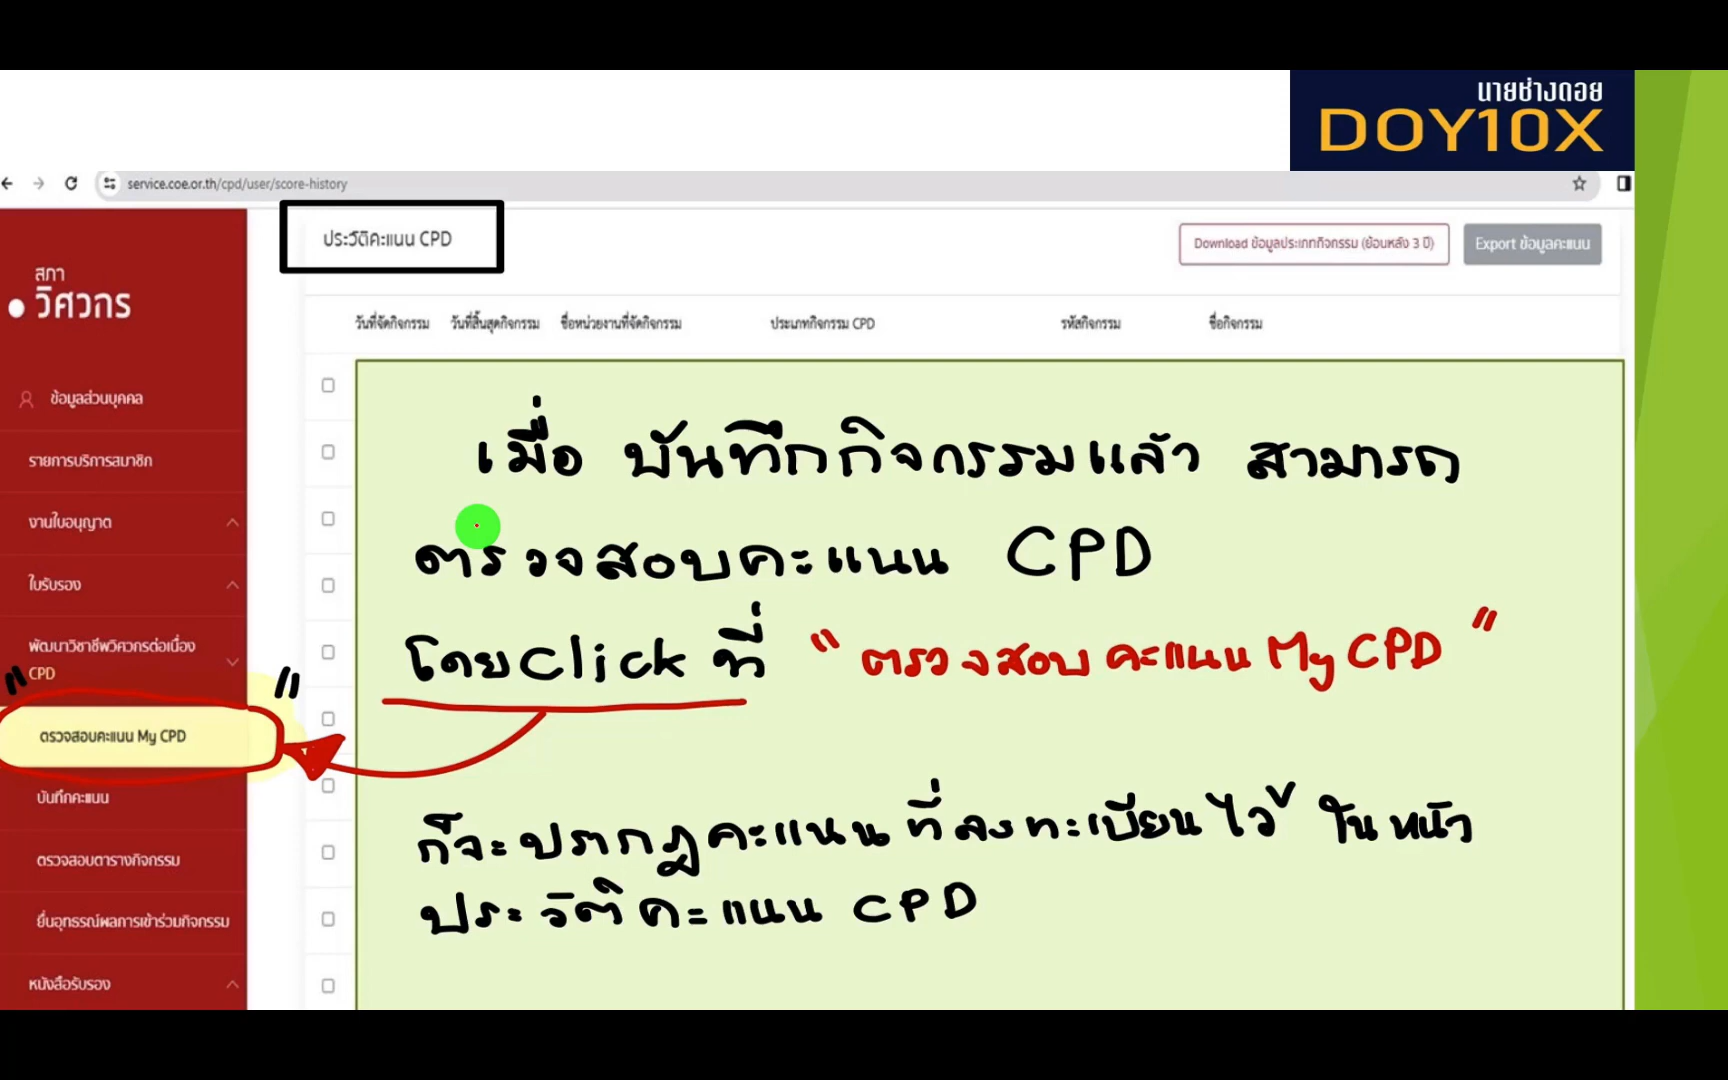 นายช่างดอย
DOY10X
service.coe.or.th/cpd/user/score-history
ประวัติคะแนน CPD
Download ข้อมูลประเภทกิจกรรม (ย้อนหลัง 3 ปี)
Export ข้อมูลคะแนน
สภา
วิศวกร
วันที่จัดกิจกรรม วันที่สิ้นสุดกิจกรรม ชื่อหน่วยงานที่จัดกิจกรรม ประเภทกิจกรรม CPD รหัสกิจกรรม ชื่อกิจกรรม
ข้อมูลส่วนบุคคล
รายการบริการสมาชิก
งานใบอนุญาต
ใบรับรอง
พัฒนาวิชาชีพวิศวกรต่อเนื่อง
CPD
" "
ตรวจสอบคะแนน My CPD
บันทึกคะแนน
ตรวจสอบตารางกิจกรรม
ยื่นอุทธรณ์ผลการเข้าร่วมกิจกรรม
หนังสือรับรอง
เมื่อ บันทึกกิจกรรมแล้ว สามารถ
ตรวจสอบคะแนน CPD
โดยClick ที่ "ตรวจสอบ คะแนน My CPD"
ก็จะปรากฏคะแนนที่ลงทะเบียนไว้ ในหน้า
ประวัติคะแนน CPD